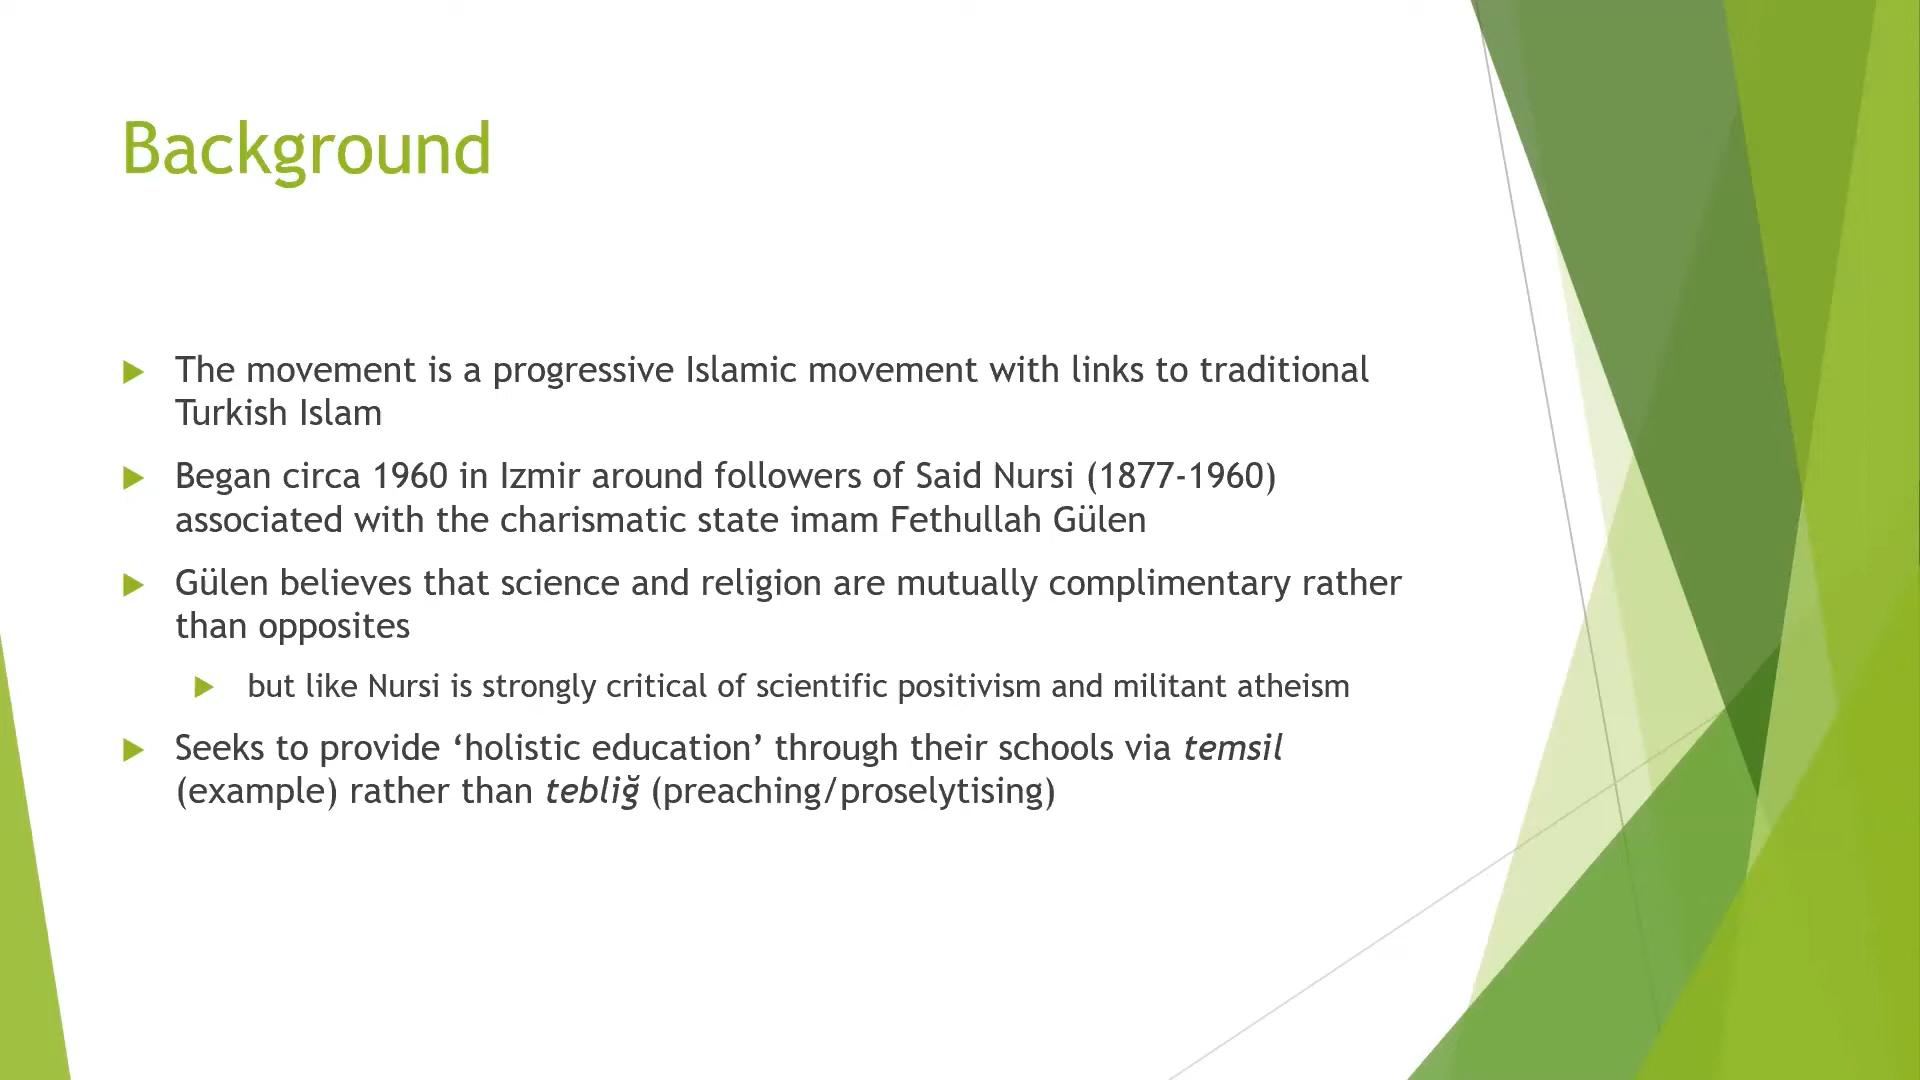 Background
The movement is a progressive Islamic movement with links to traditional
Turkish Islam
Began circa 1960 in Izmir around followers of Said Nursi (1877-1960)
associated with the charismatic state imam Fethullah Gülen
Gülen believes that science and religion are mutually complimentary rather
than opposites
but like Nursi is strongly critical of scientific positivism and militant atheism
Seeks to provide ‘holistic education’ through their schools via temsil
(example) rather than tebliğ (preaching/proselytising)